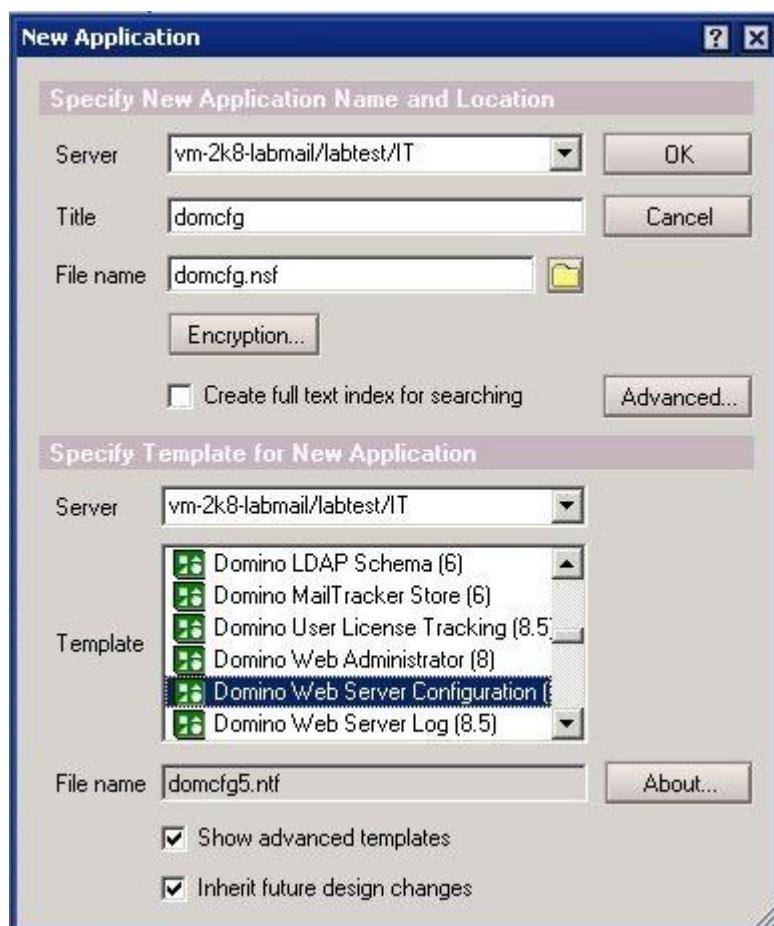 New Application
Specify New Application Name and Location
Server vm-2k8-labmail/labtest/IT OK
Title domcfg Cancel
File name domcfg.nsf
Encryption...
Create full text index for searching Advanced...
Specify Template for New Application
Server vm-2k8-labmail/labtest/IT
Domino LDAP Schema (6)
Domino MailTracker Store (6)
Domino User License Tracking (8.5)
Template
Domino Web Administrator (8)
Domino Web Server Configuration (
Domino Web Server Log (8.5)
File name domcfg5.ntf About...
Show advanced templates
Inherit future design changes